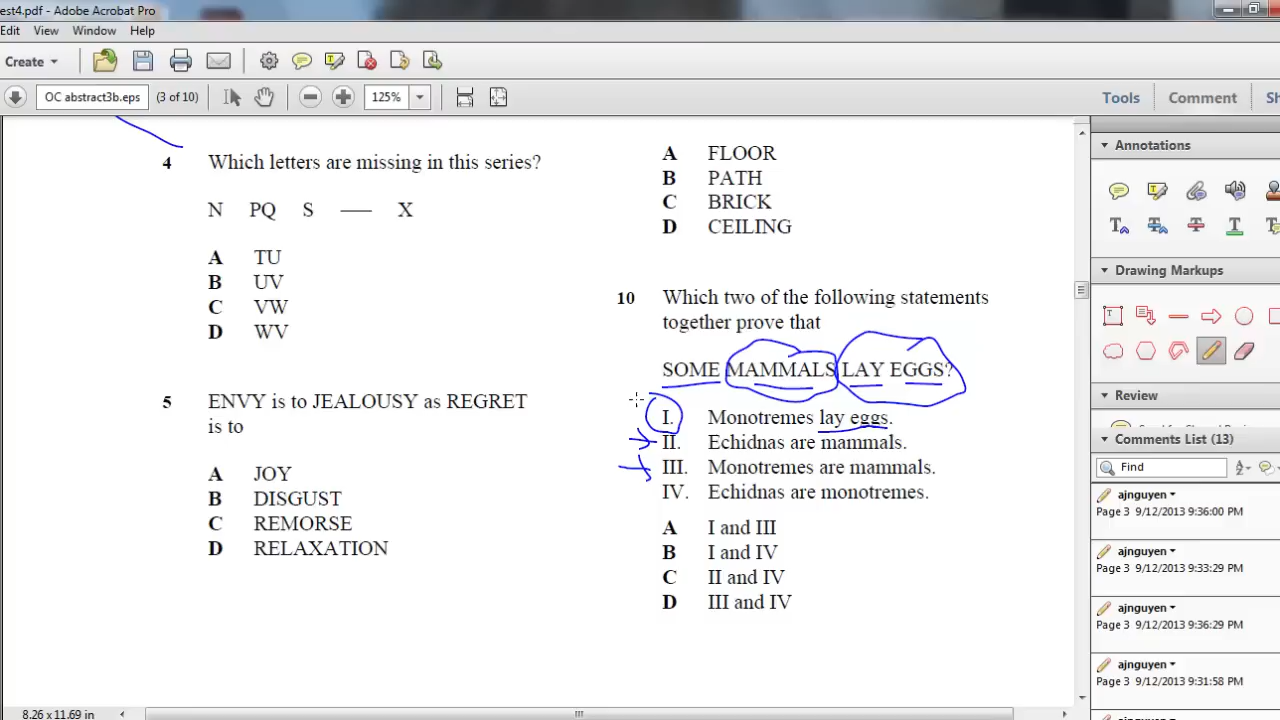 est4.pdf - Adobe Acrobat Pro
Edit View Window Help
Create
OC abstract3b.eps (3 of 10) 125% Tools Comment
4 Which letters are missing in this series?
N PQ S — X
A TU
B UV
C VW
D WV
5 ENVY is to JEALOUSY as REGRET
is to
A JOY
B DISGUST
C REMORSE
D RELAXATION
A FLOOR
B PATH
C BRICK
D CEILING
10 Which two of the following statements
together prove that
SOME MAMMALS LAY EGGS?
I. Monotremes lay eggs.
II. Echidnas are mammals.
III. Monotremes are mammals.
IV. Echidnas are monotremes.
A I and III
B I and IV
C II and IV
D III and IV
Annotations
Drawing Markups
Review
Comments List (13)
Find
ajnguyen
Page 3 9/12/2013 9:36:00 PM
ajnguyen
Page 3 9/12/2013 9:33:29 PM
ajnguyen
Page 3 9/12/2013 9:36:29 PM
ajnguyen
Page 3 9/12/2013 9:31:58 PM
ajnguyen
8.26 x 11.69 in